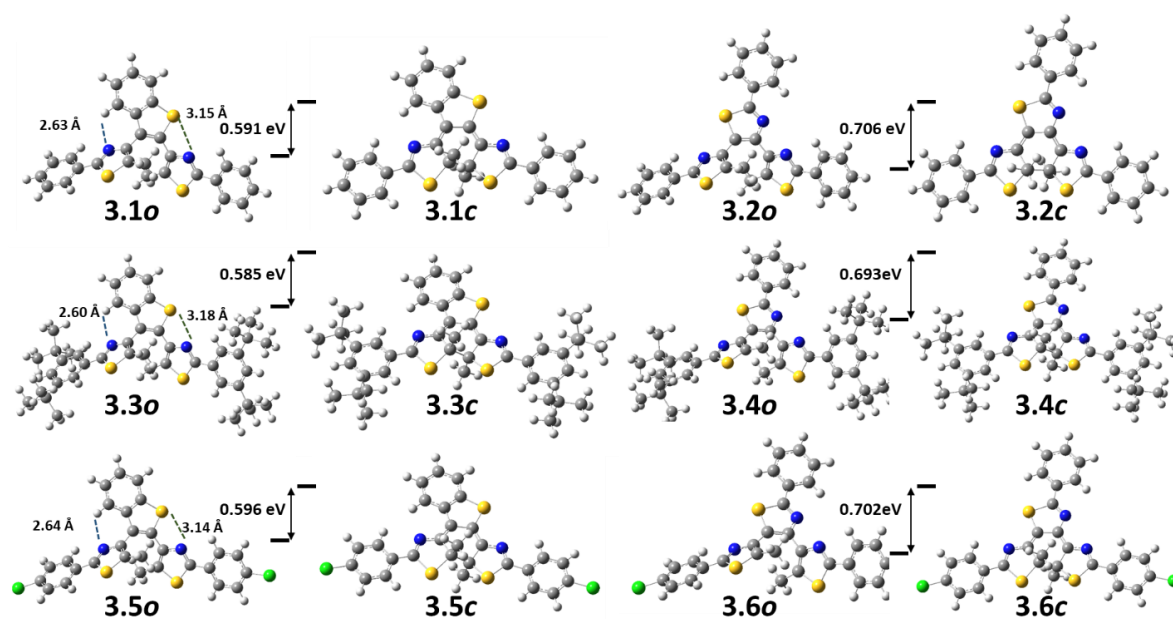 3.15 Å
2.63 Å
0.591 eV
0.706 eV
3.1o
3.1c
3.2o
3.2c
0.585 eV
0.693eV
2.60 Å
3.18 Å
3.3o
3.3c
3.4o
3.4c
0.596 eV
0.702 eV
2.64 Å
3.14 Å
3.5o
3.5c
3.6o
3.6c